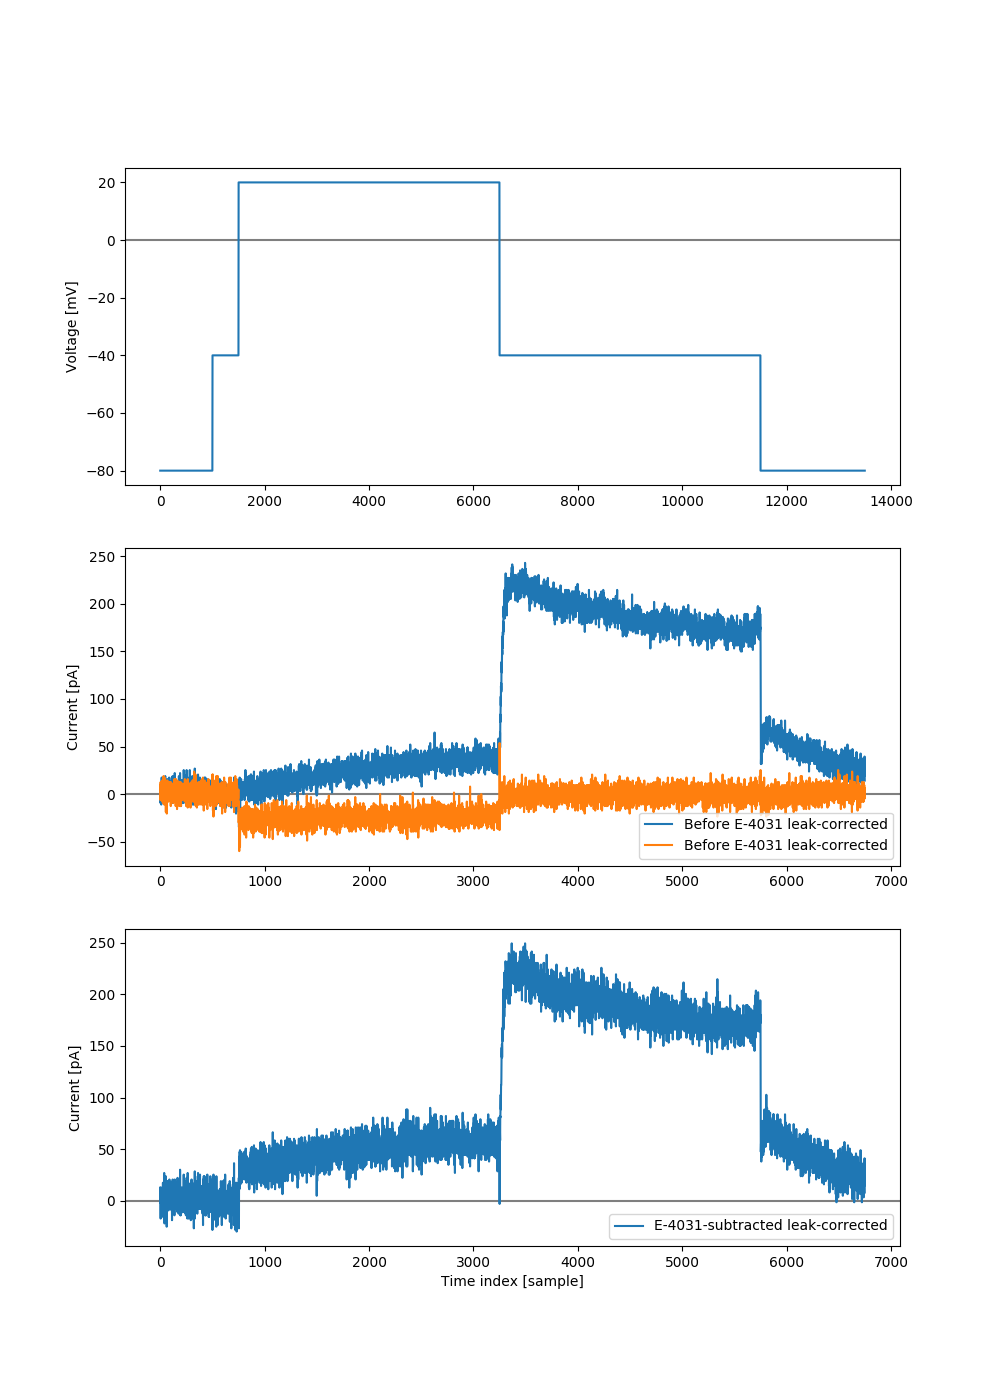 20
0
−20
−40
−60
−80
Voltage [mV]
0 2000 4000 6000 8000 10000 12000 14000
250
200
150
100
50
0
−50
Current [pA]
Before E-4031 leak-corrected
Before E-4031 leak-corrected
0 1000 2000 3000 4000 5000 6000 7000
250
200
150
100
50
0
Current [pA]
E-4031-subtracted leak-corrected
0 1000 2000 3000 4000 5000 6000 7000
Time index [sample]